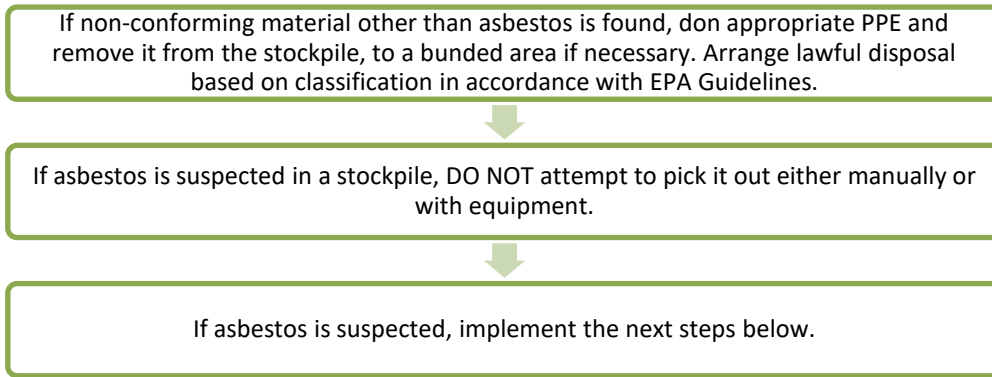 If non-conforming material other than asbestos is found, don appropriate PPE and
remove it from the stockpile, to a bunded area if necessary. Arrange lawful disposal
based on classification in accordance with EPA Guidelines.
If asbestos is suspected in a stockpile, DO NOT attempt to pick it out either manually or
with equipment.
If asbestos is suspected, implement the next steps below.